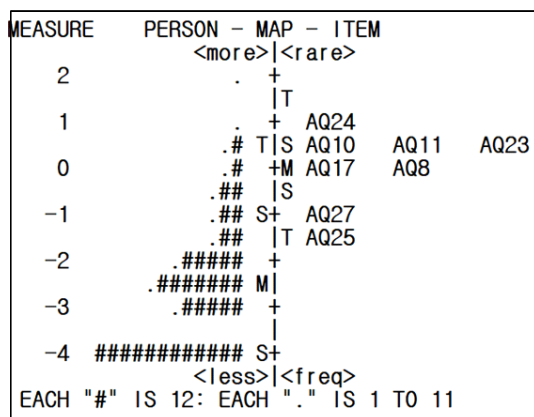 MEASURE PERSON - MAP - ITEM
<more>|<rare>
2 . +
|T
1 . + AQ24
.# T|S AQ10 AQ11 AQ23
0 .# +M AQ17 AQ8
.## |S
-1 .## S+ AQ27
.## |T AQ25
-2 .##### +
.####### M|
-3 .##### +
|
-4 ############ S+
<less>|<freq>
EACH "#" IS 12: EACH "." IS 1 TO 11